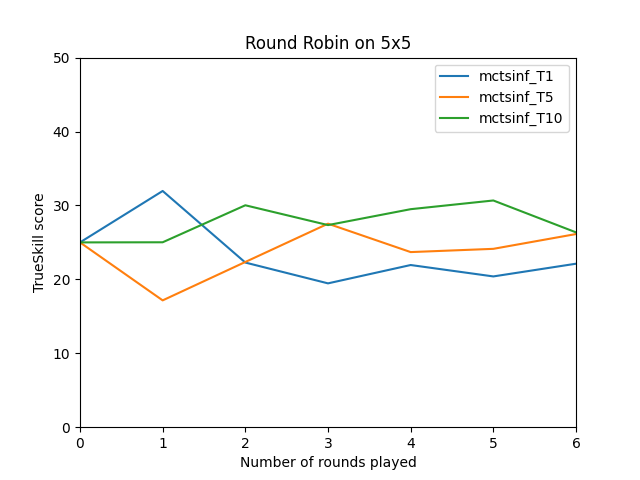 Round Robin on 5x5
TrueSkill score
50
40
30
20
10
0
mctsinf_T1
mctsinf_T5
mctsinf_T10
0 1 2 3 4 5 6
Number of rounds played